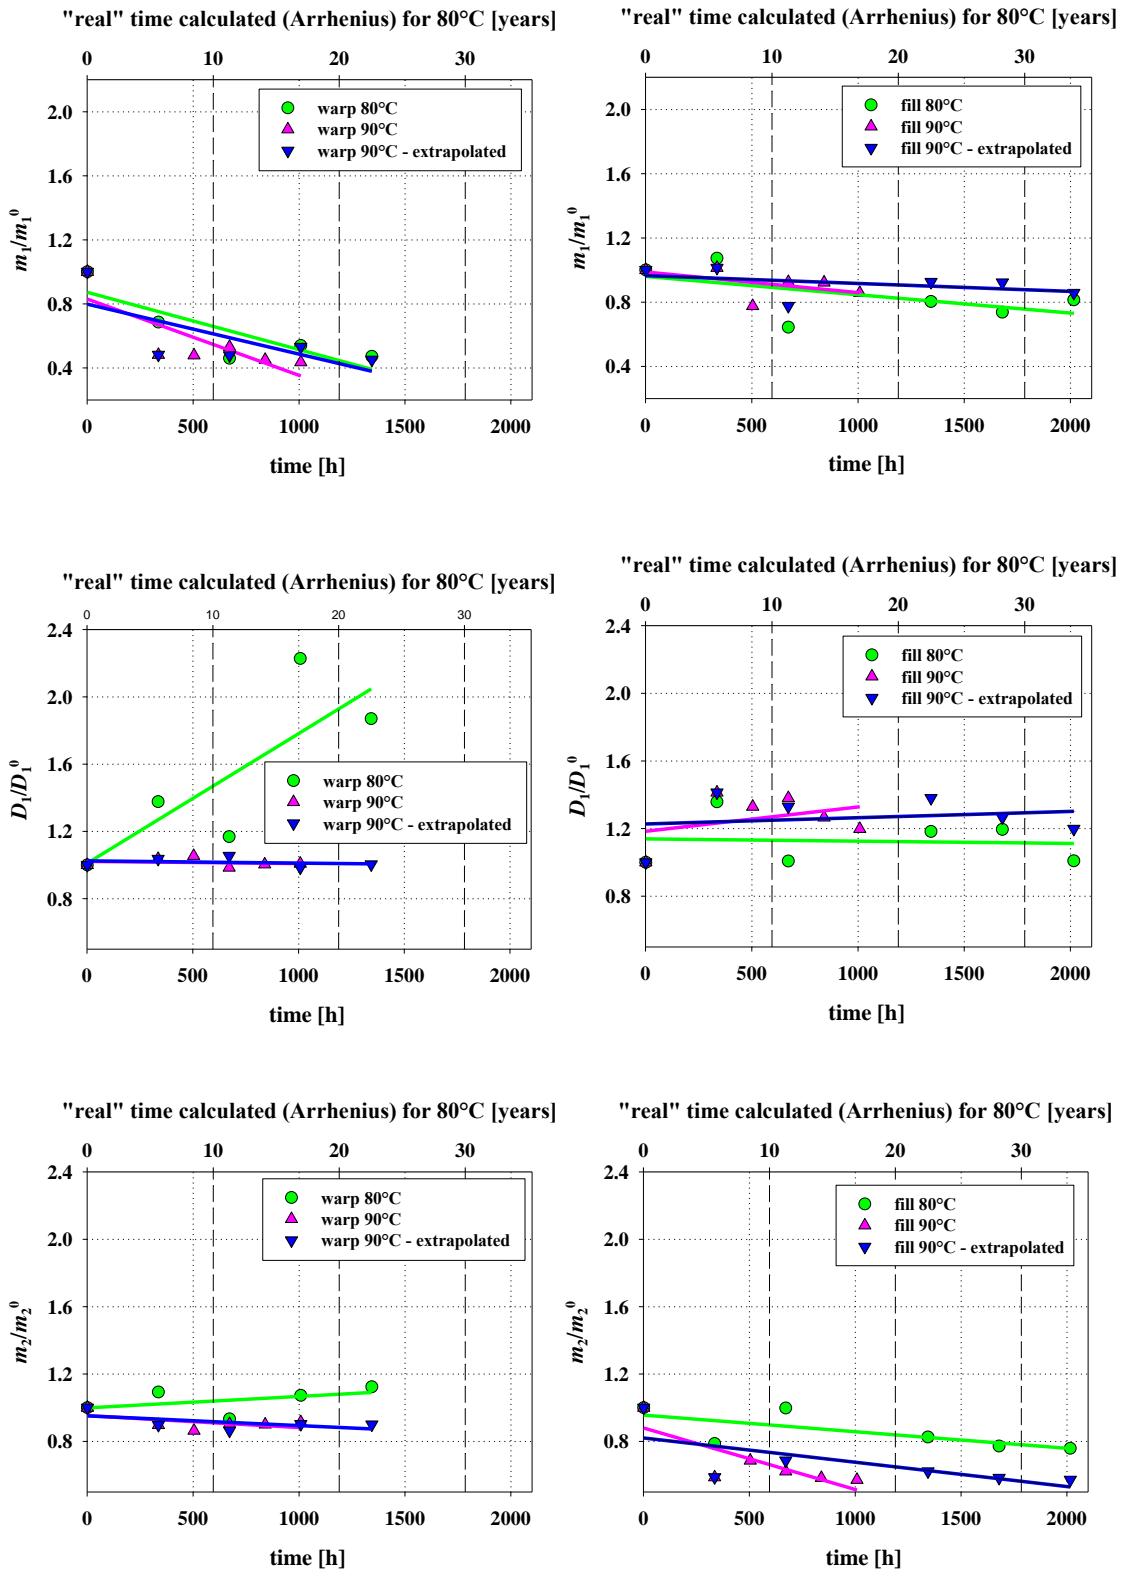 "real" time calculated (Arrhenius) for 80°C [years]
0 10 20 30
warp 80°C
warp 90°C
warp 90°C - extrapolated
2.0
1.6
1.2
0.8
0.4
m1/m1⁰
0 500 1000 1500 2000
time [h]
"real" time calculated (Arrhenius) for 80°C [years]
0 10 20 30
fill 80°C
fill 90°C
fill 90°C - extrapolated
2.0
1.6
1.2
0.8
0.4
m1/m1⁰
0 500 1000 1500 2000
time [h]
"real" time calculated (Arrhenius) for 80°C [years]
0 10 20 30
2.4
2.0
1.6
1.2
0.8
D1/D1⁰
warp 80°C
warp 90°C
warp 90°C - extrapolated
0 500 1000 1500 2000
time [h]
"real" time calculated (Arrhenius) for 80°C [years]
0 10 20 30
fill 80°C
fill 90°C
fill 90°C - extrapolated
2.4
2.0
1.6
1.2
0.8
D1/D1⁰
0 500 1000 1500 2000
time [h]
"real" time calculated (Arrhenius) for 80°C [years]
0 10 20 30
warp 80°C
warp 90°C
warp 90°C - extrapolated
2.4
2.0
1.6
1.2
0.8
m2/m2⁰
0 500 1000 1500 2000
time [h]
"real" time calculated (Arrhenius) for 80°C [years]
0 10 20 30
fill 80°C
fill 90°C
fill 90°C - extrapolated
2.4
2.0
1.6
1.2
0.8
m2/m2⁰
0 500 1000 1500 2000
time [h]